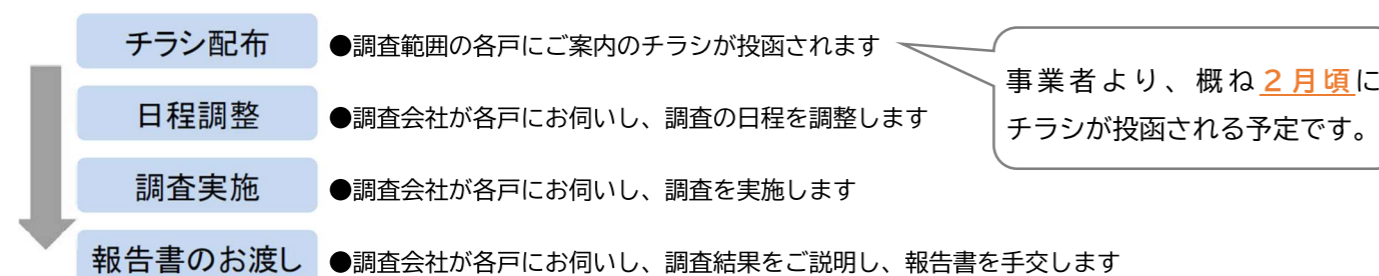 チラシ配布 ●調査範囲の各戸にご案内のチラシが投函されます
事業者より、概ね２月頃に
チラシが投函される予定です。
日程調整 ●調査会社が各戸にお伺いし、調査の日程を調整します
調査実施 ●調査会社が各戸にお伺いし、調査を実施します
報告書のお渡し ●調査会社が各戸にお伺いし、調査結果をご説明し、報告書を手交します